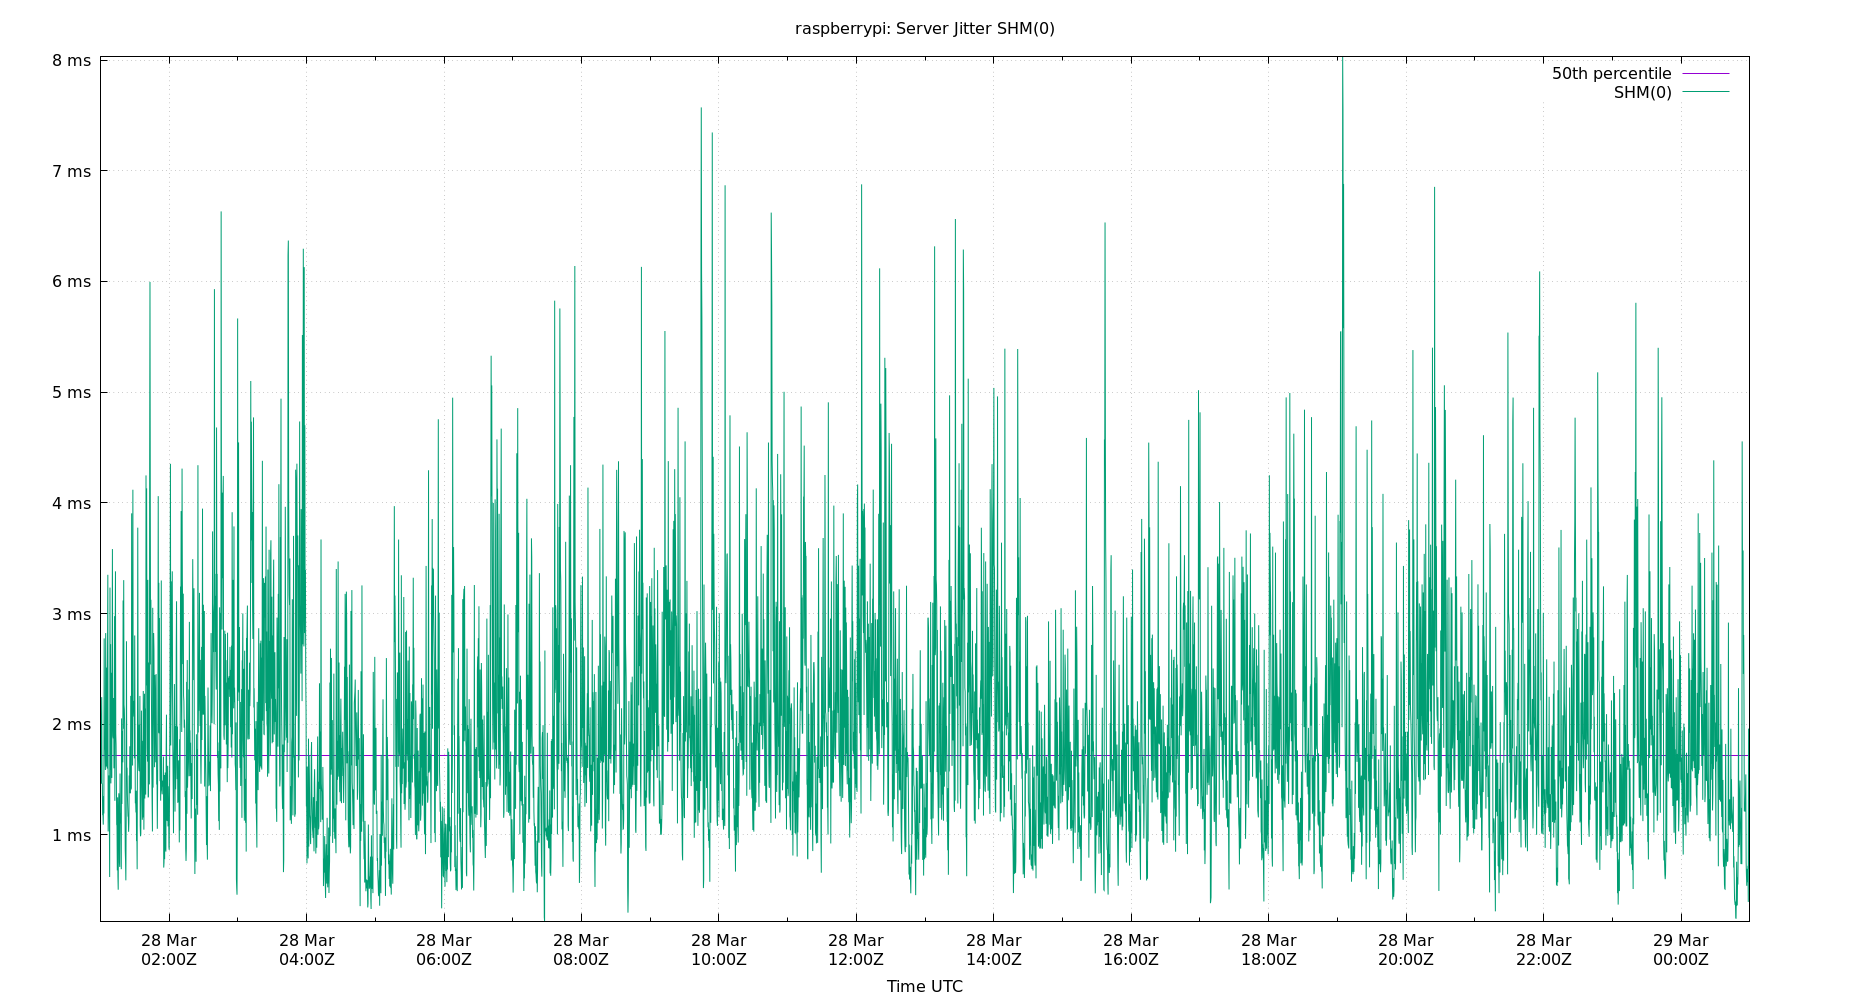 raspberrypi: Server Jitter SHM(0)
8 ms
7 ms
6 ms
5 ms
4 ms
3 ms
2 ms
1 ms
50th percentile
SHM(0)
28 Mar 28 Mar 28 Mar 28 Mar 28 Mar 28 Mar 28 Mar 28 Mar 28 Mar 28 Mar 28 Mar 29 Mar
02:00Z 04:00Z 06:00Z 08:00Z 10:00Z 12:00Z 14:00Z 16:00Z 18:00Z 20:00Z 22:00Z 00:00Z
Time UTC